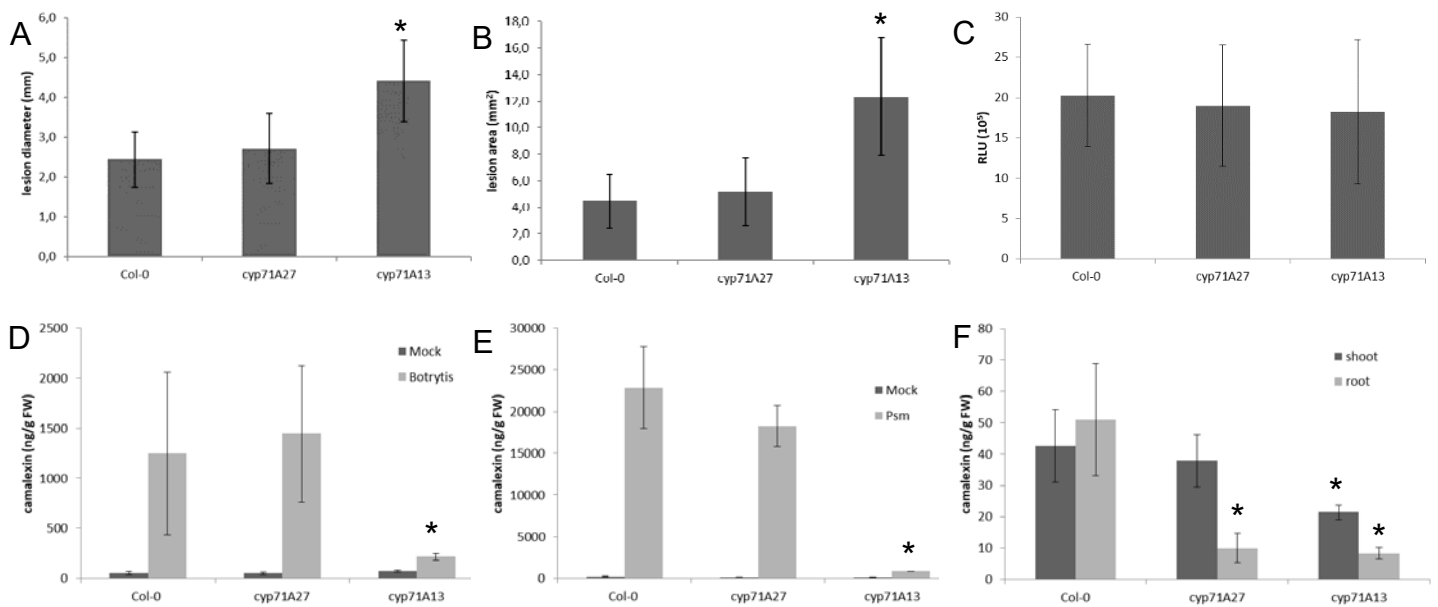 A
lesion diameter (mm)
6,0
5,0
4,0
3,0
2,0
1,0
0,0
*
Col-0 cyp71A27 cyp71A13
B
lesion area (mm²)
18,0
16,0
14,0
12,0
10,0
8,0
6,0
4,0
2,0
0,0
*
Col-0 cyp71A27 cyp71A13
C
RLU (10⁵)
30
25
20
15
10
5
0
Col-0 cyp71A27 cyp71A13
D
camalexin (ng/g FW)
2500
2000
1500
1000
500
0
Mock
Botrytis
*
Col-0 cyp71A27 cyp71A13
E
camalexin (ng/g FW)
30000
25000
20000
15000
10000
5000
0
Mock
Psm
*
Col-0 cyp71A27 cyp71A13
F
camalexin (ng/g FW)
80
70
60
50
40
30
20
10
0
shoot
root
*
*
*
Col-0 cyp71A27 cyp71A13